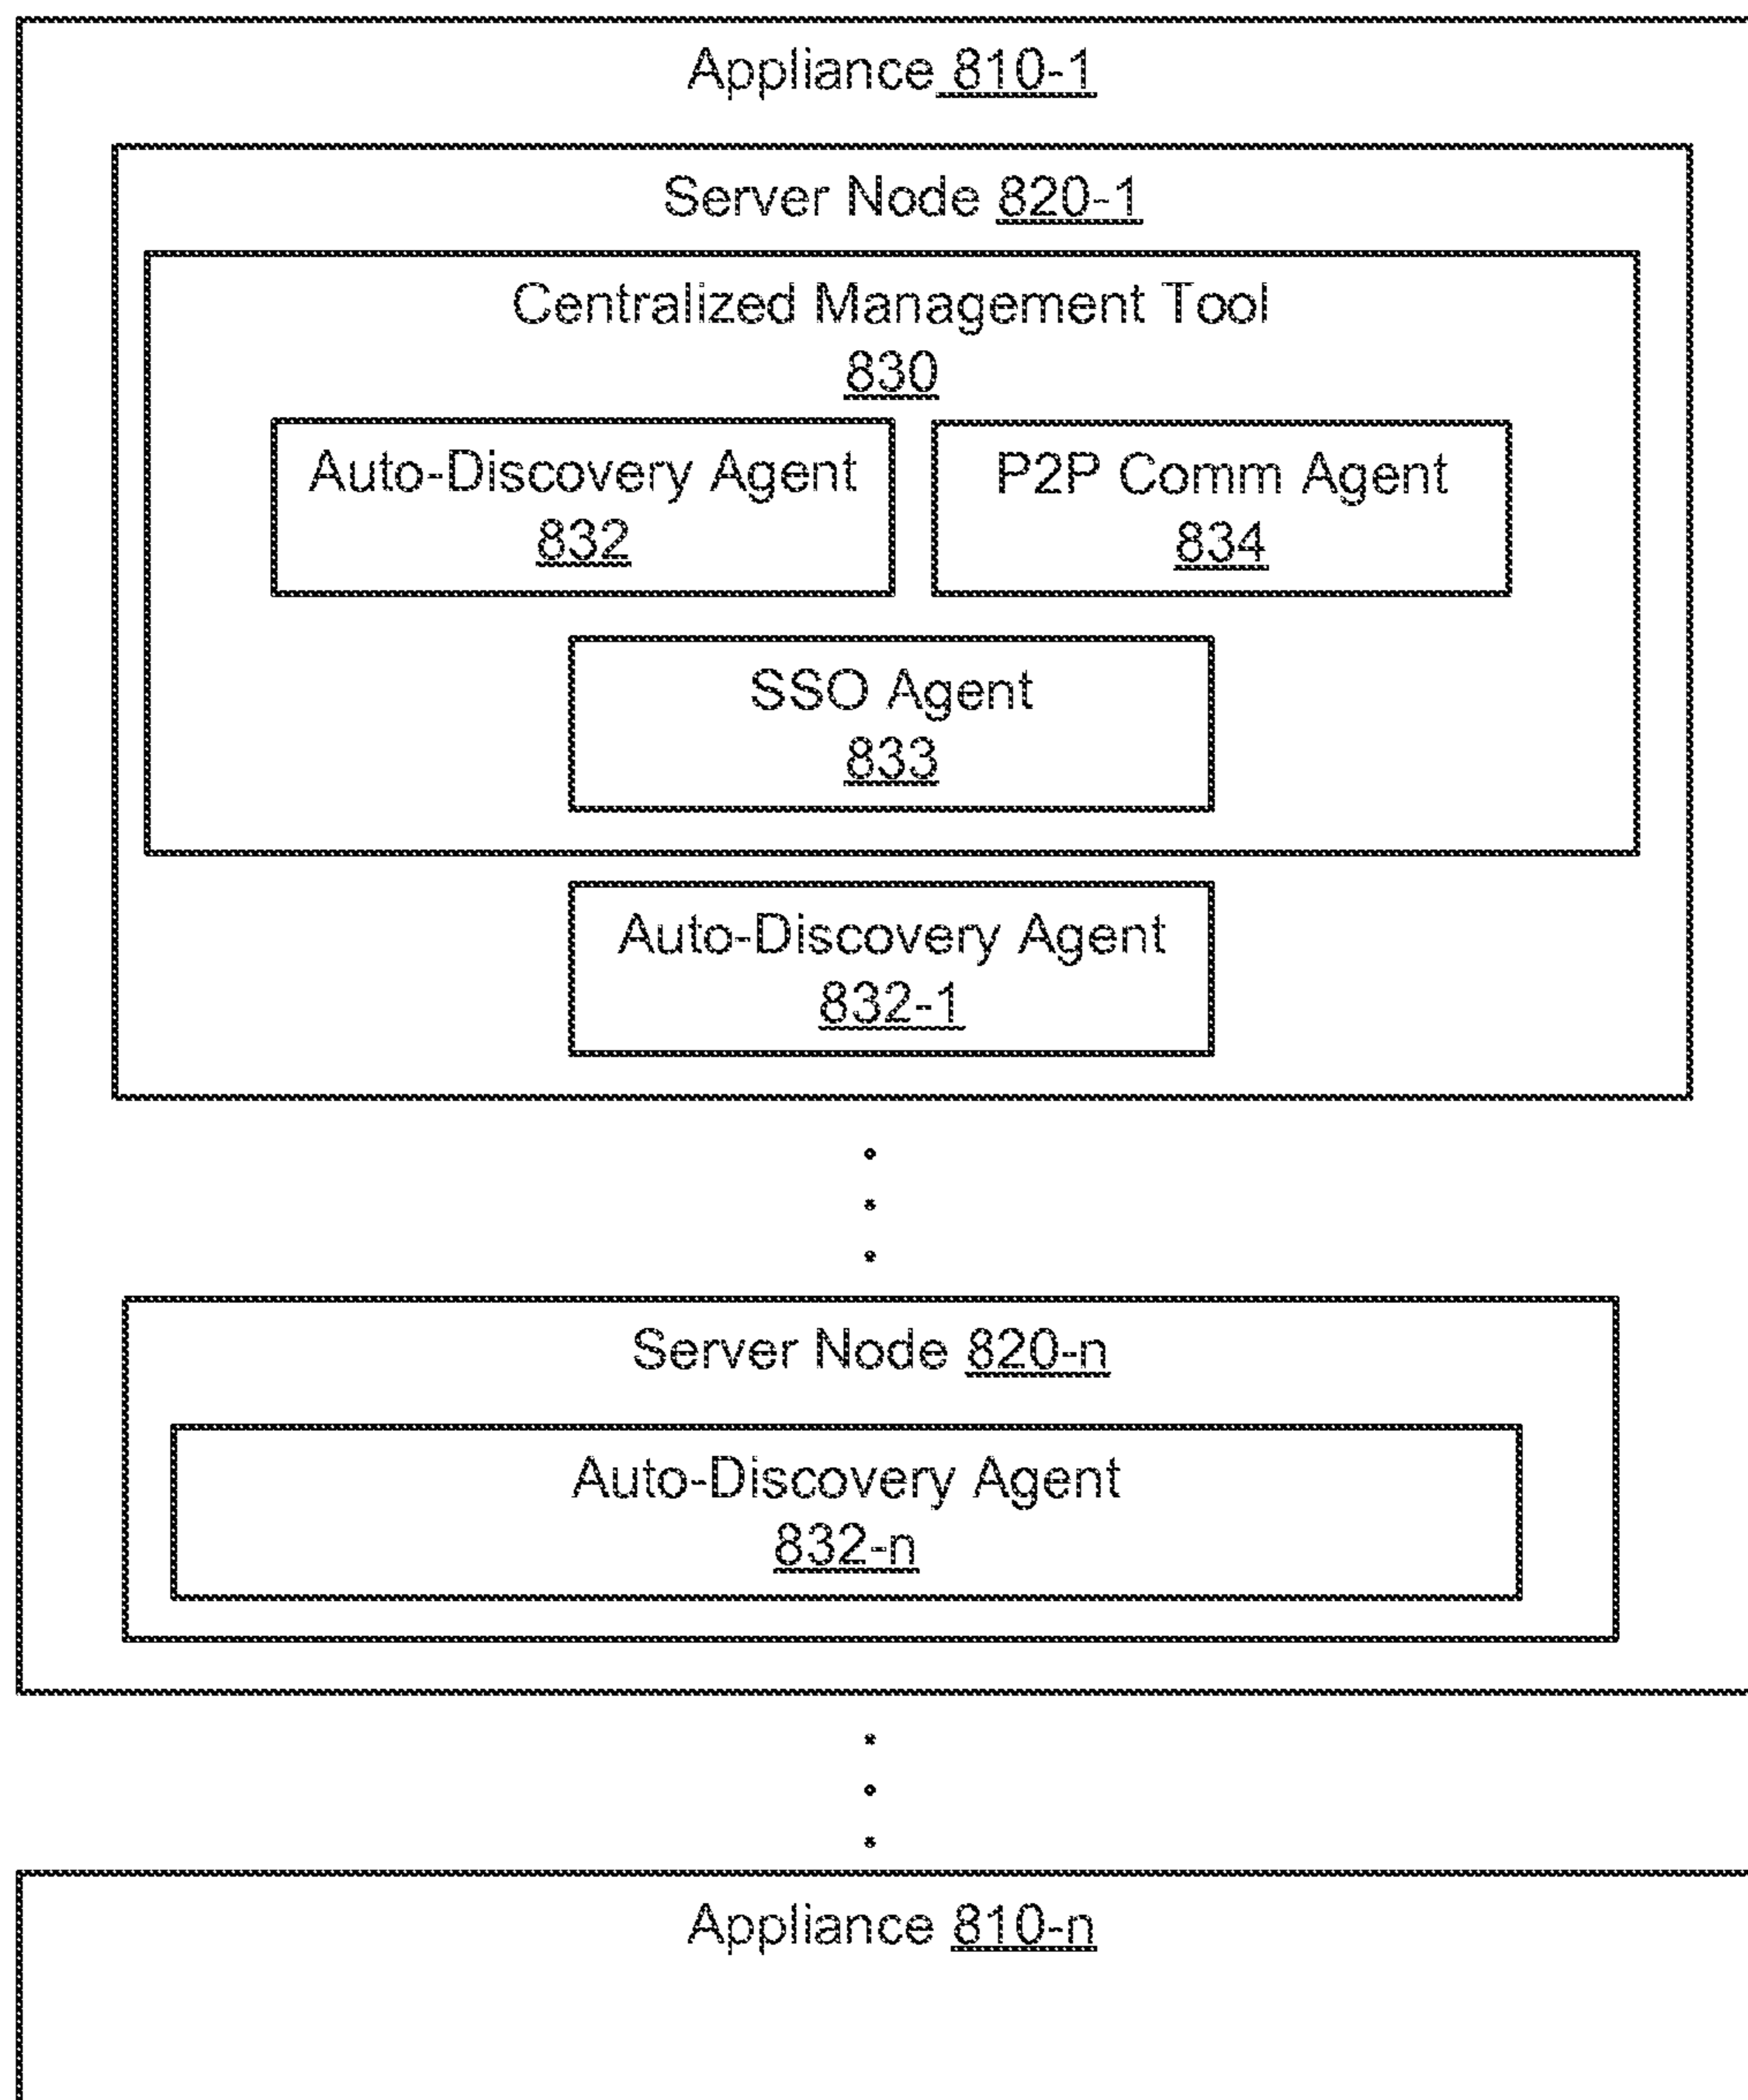 Appliance 810-1
Server Node 820-1
Centralized Management Tool
830
Auto-Discovery Agent
832
P2P Comm Agent
834
SSO Agent
833
Auto-Discovery Agent
832-1
Server Node 820-n
Auto-Discovery Agent
832-n
Appliance 810-n